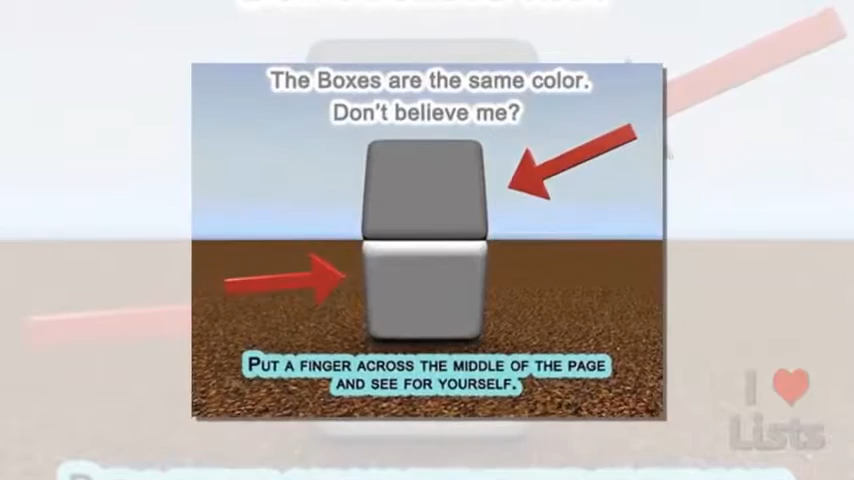 The Boxes are the same color.
Don't believe me?
PUT A FINGER ACROSS THE MIDDLE OF THE PAGE
AND SEE FOR YOURSELF.
I
Lists